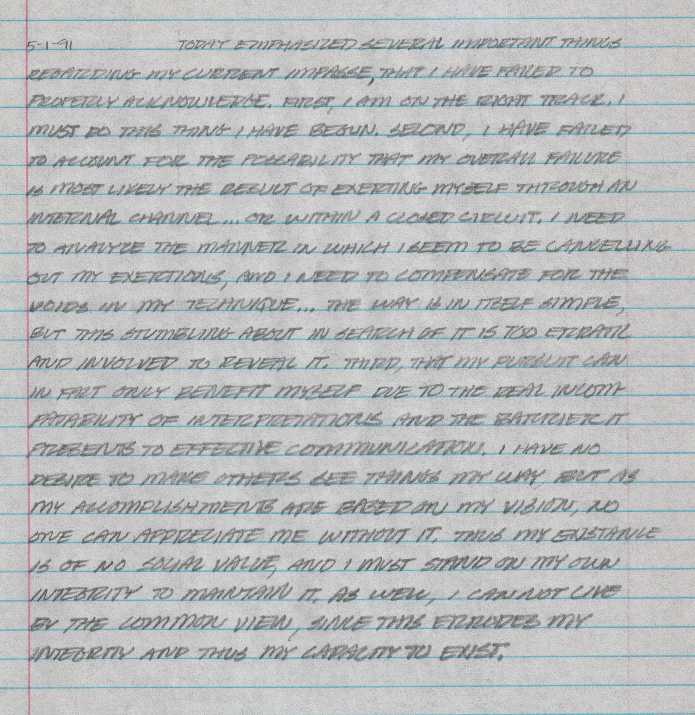 5-1-91 TODAY EMPHASIZED SEVERAL IMPORTANT THINGS
REGARDING MY CURRENT IMPASSE, THAT I HAVE FAILED TO
PROPERLY ACKNOWLEDGE. FIRST, I AM ON THE RIGHT TRACK. I
MUST DO THIS THING I HAVE BEGUN. SECOND, I HAVE FAILED
TO ACCOUNT FOR THE POSSABILITY THAT MY OVERALL FAILURE
IS MOST LIKELY THE RESULT OF EXERTING MYSELF THROUGH AN
INTERNAL CHANNEL... OR WITHIN A CLOSED CIRCUIT. I NEED
TO ANALYZE THE MANNER IN WHICH I SEEM TO BE CANCELLING
OUT MY EXERTIONS, AND I NEED TO COMPENSATE FOR THE
VOIDS IN MY TECHNIQUE... THE WAY IS IN ITSELF SIMPLE,
BUT THIS STUMBLING ABOUT IN SEARCH OF IT IS TOO ERRATIC
AND INVOLVED TO REVEAL IT. THIRD, THAT MY PURSUIT CAN
IN FACT ONLY BENEFIT MYSELF DUE TO THE REAL INCOM-
PATABILITY OF INTERPRETATIONS AND THE BARRIER IT
PRESENTS TO EFFECTIVE COMMUNICATION. I HAVE NO
DESIRE TO MAKE OTHERS SEE THINGS MY WAY BUT AS
MY ACCOMPLISHMENTS ARE BASED ON MY VISION, NO
ONE CAN APPRECIATE ME WITHOUT IT. THUS MY EXISTANCE
IS OF NO SOCIAL VALUE, AND I MUST STAND ON MY OWN
INTEGRITY TO MAINTAIN IT. AS WELL, I CAN NOT LIVE
BY THE COMMON VIEW, SINCE THIS ERRODES MY
INTEGRITY AND THUS MY CAPACITY TO EXIST.